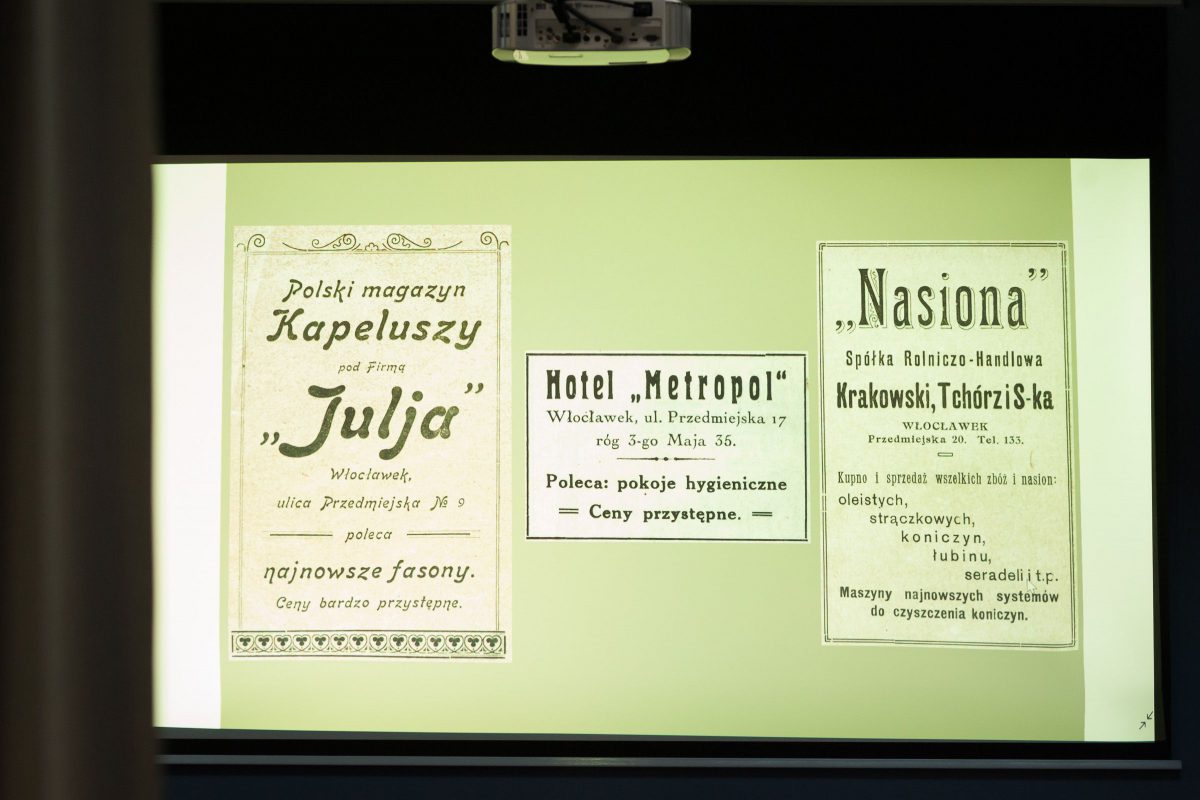 Polski magazyn
Kapeluszy
pod Firmą
„Julja”
Włocławek,
ulica Przedmiejska № 9
poleca
najnowsze fasony.
Ceny bardzo przystępne.
Hotel „Metropol“
Włocławek, ul. Przedmiejska 17
róg 3-go Maja 35.
Poleca: pokoje hygieniczne
Ceny przystępne.
„Nasiona”
Spółka Rolniczo-Handlowa
Krakowski, Tchórz i S-ka
WŁOCŁAWEK
Przedmiejska 20. Tel. 133.
Kupno i sprzedaż wszelkich zbóż i nasion:
oleistych,
strączkowych,
koniczyn,
łubinu,
seradeli i t.p.
Maszyny najnowszych systemów
do czyszczenia koniczyn.